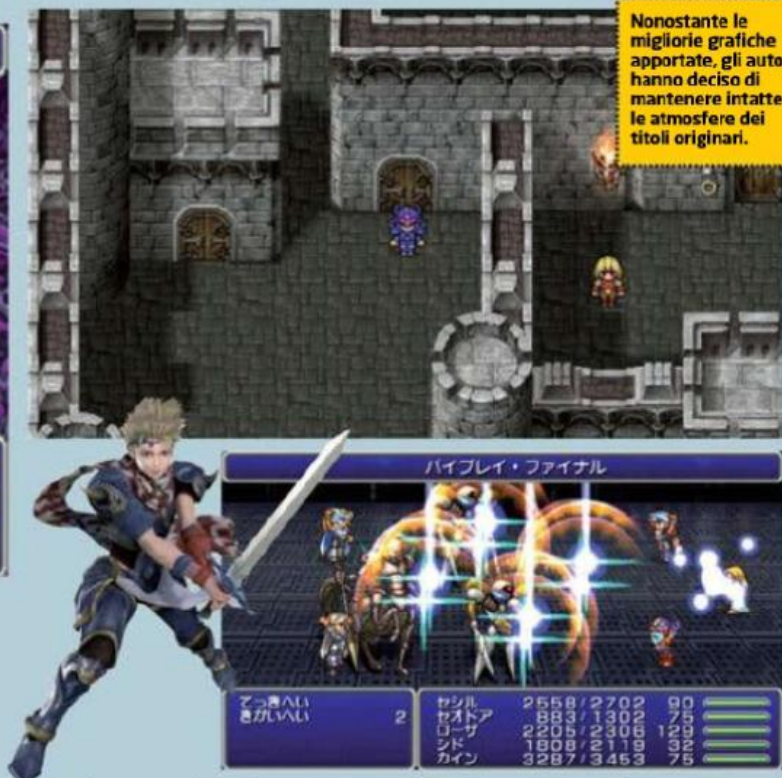 Nonostante le
migliorie grafiche
apportate, gli auto
hanno deciso di
mantenere intatte
le atmosfere dei
titoli originari.
バイブレイ・ファイナル
てっきへい
きかいへい 2
セシル 2558/2702 90
セオドア 883/1302 75
ローザ 2205/2306 129
シド 1808/2119 32
カイン 3287/3453 75